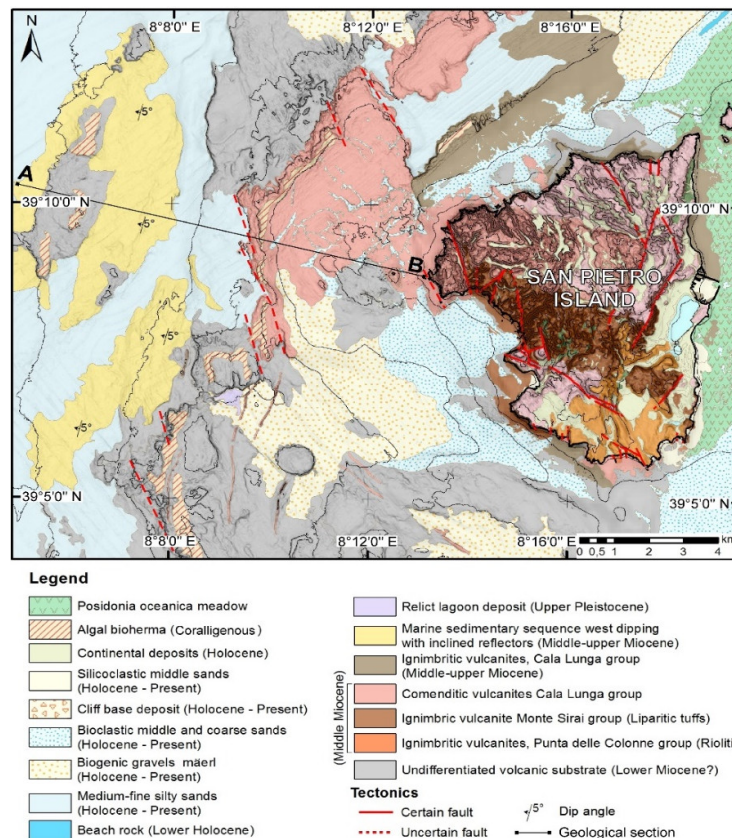 8°8'0" E
8°12'0" E
8°16'0" E
N
5°
A
39°10'0" N
39°10'0" N
5°
B
SAN PIETRO
ISLAND
5°
5°
39°5'0" N
39°5'0" N
8°8'0" E
8°12'0" E
8°16'0" E
0 0,5 1 2 3 4
km
Legend
Posidonia oceanica meadow
Algal bioherma (Coralligenous)
Continental deposits (Holocene)
Silicoclastic middle sands
(Holocene - Present)
Cliff base deposit (Holocene - Present)
Bioclastic middle and coarse sands
(Holocene - Present)
Biogenic gravels mäerl
(Holocene - Present)
Medium-fine silty sands
(Holocene - Present)
Beach rock (Lower Holocene)
Relict lagoon deposit (Upper Pleistocene)
Marine sedimentary sequence west dipping
with inclined reflectors (Middle-upper Miocene)
Ignimbritic vulcanites, Cala Lunga group
(Middle-upper Miocene)
(Middle Miocene)
Comenditic vulcanites Cala Lunga group
Ignimbric vulcanite Monte Sirai group (Liparitic tuffs)
Ignimbritic vulcanites, Punta delle Colonne group (Rioliti
Undifferentiated volcanic substrate (Lower Miocene?)
Tectonics
Certain fault
5° Dip angle
Uncertain fault
Geological section